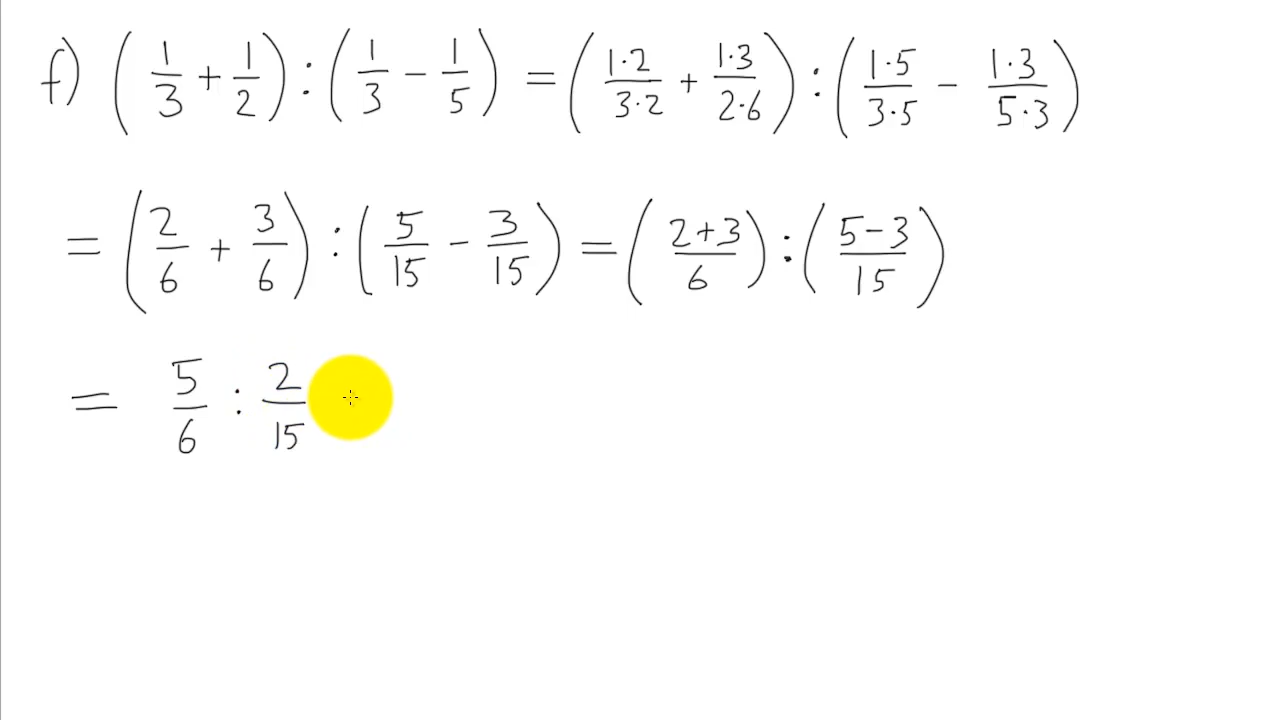 f) (1/3 + 1/2) : (1/3 − 1/5) = (1·2/3·2 + 1·3/2·6) : (1·5/3·5 − 1·3/5·3)
= (2/6 + 3/6) : (5/15 − 3/15) = (2+3/6) : (5−3/15)
= 5/6 : 2/15